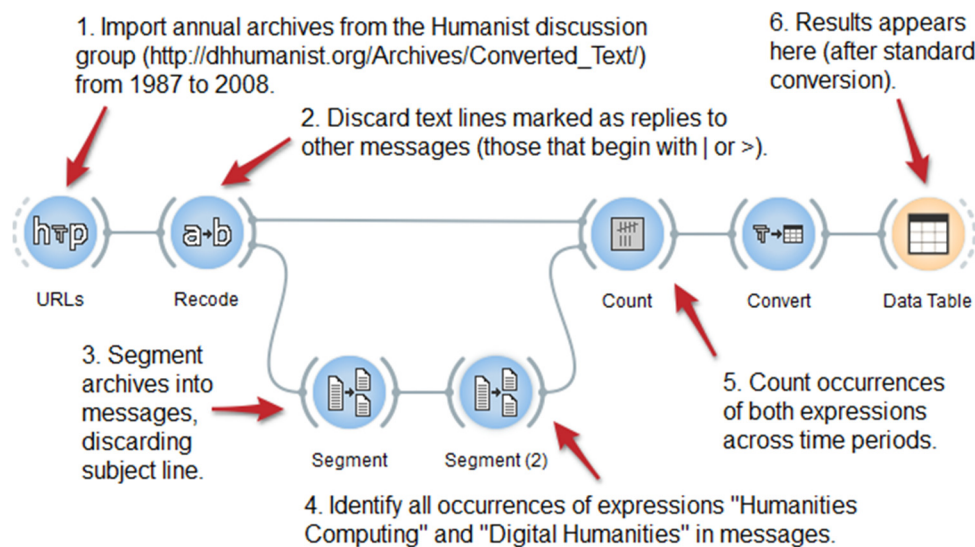 1. Import annual archives from the Humanist discussion
group (http://dhhumanist.org/Archives/Converted_Text/)
from 1987 to 2008.
6. Results appears
here (after standard
conversion).
2. Discard text lines marked as replies to
other messages (those that begin with | or >).
URLs
a→b
Recode
Count
Convert
Data Table
3. Segment
archives into
messages,
discarding
subject line.
Segment
Segment (2)
5. Count occurrences
of both expressions
across time periods.
4. Identify all occurrences of expressions "Humanities
Computing" and "Digital Humanities" in messages.